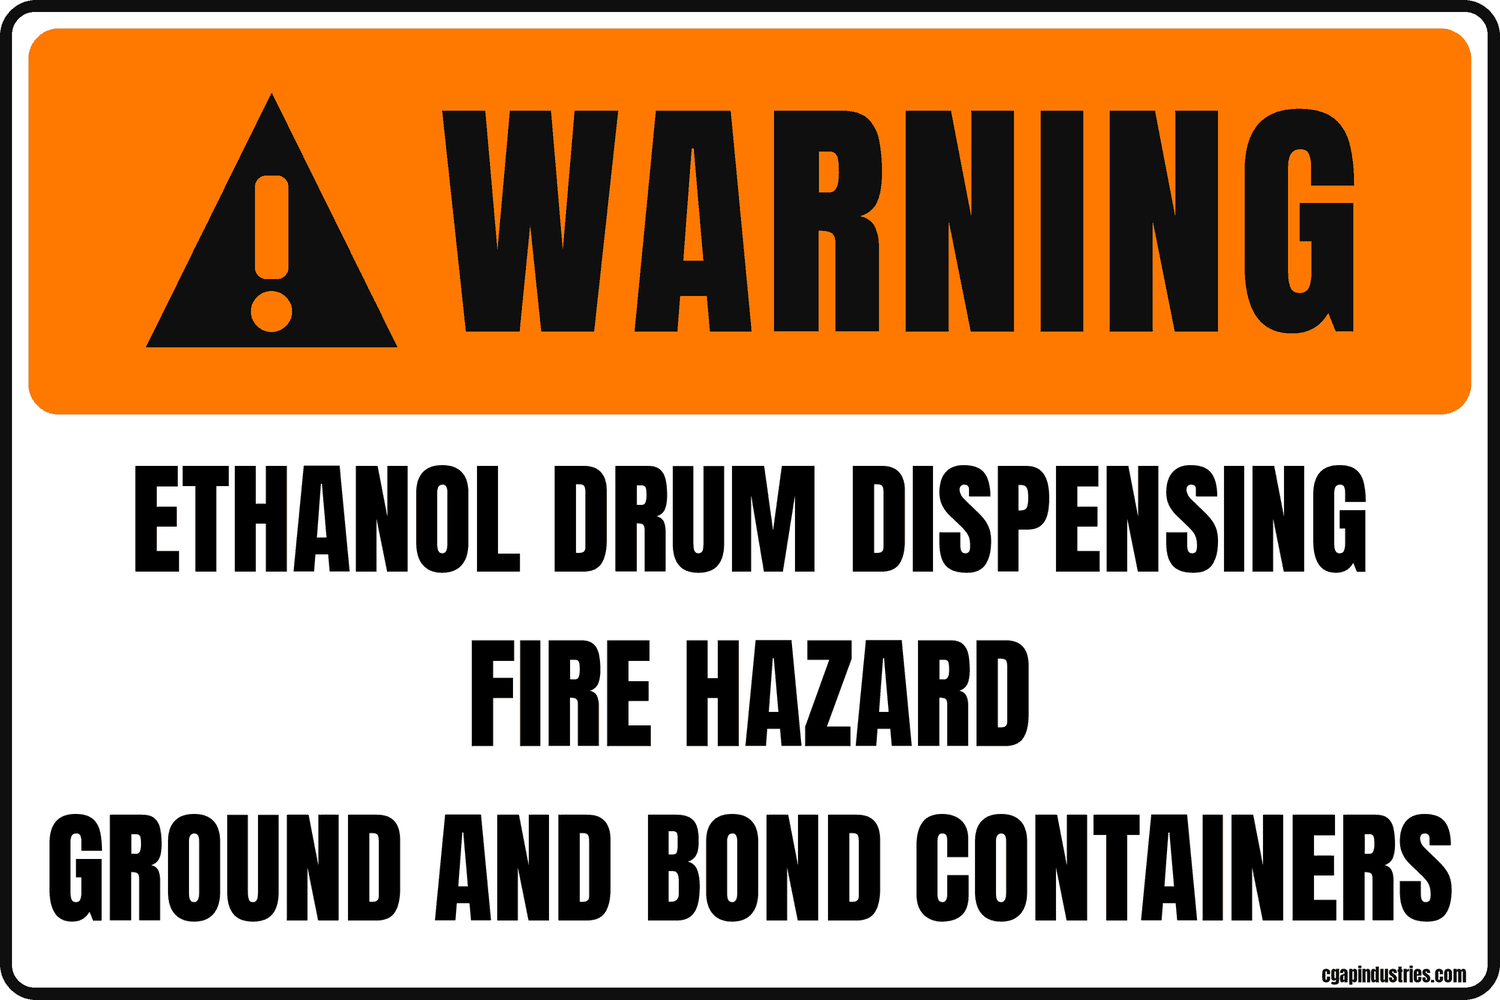 WARNING
ETHANOL DRUM DISPENSING
FIRE HAZARD
GROUND AND BOND CONTAINERS
cgapindustries.com